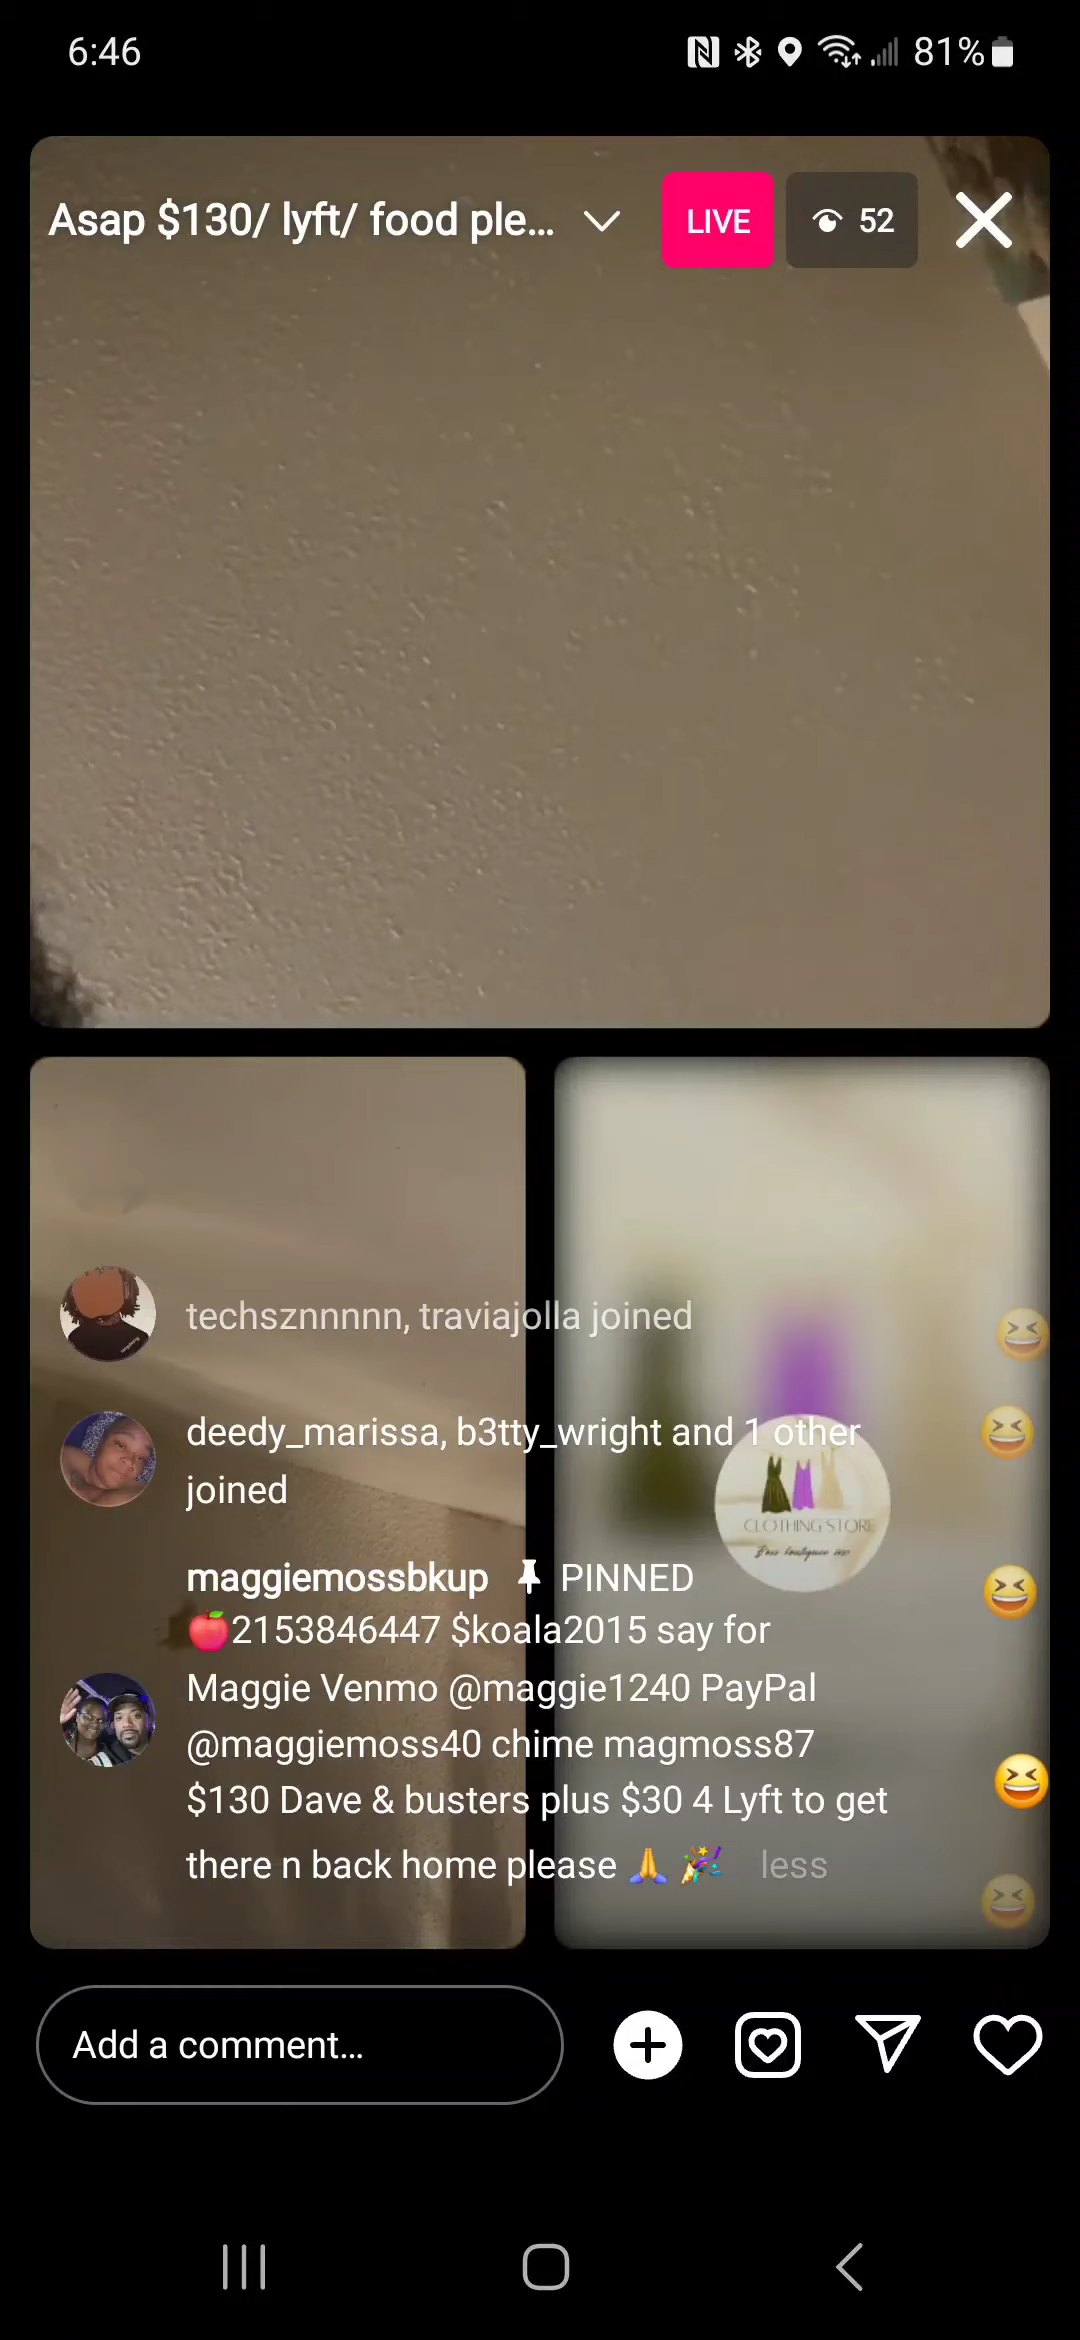 6:46
81%
Asap $130/ lyft/ food ple...
LIVE
52
techsznnnnn, traviajolla joined
deedy_marissa, b3tty_wright and 1 other
joined
CLOTHING STORE
maggiemossbkup PINNED
🍎2153846447 $koala2015 say for
Maggie Venmo @maggie1240 PayPal
@maggiemoss40 chime magmoss87
$130 Dave & busters plus $30 4 Lyft to get
there n back home please 🙏 🎉 less
Add a comment...